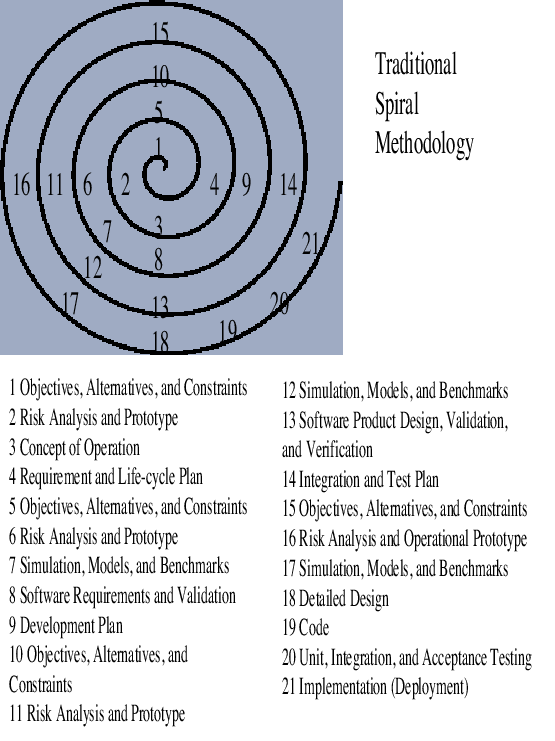 Traditional
Spiral
Methodology
15
10
5
1
16 11 6 2 4 9 14
7 3 21
12 8
17 13 20
18 19
1 Objectives, Alternatives, and Constraints
2 Risk Analysis and Prototype
3 Concept of Operation
4 Requirement and Life-cycle Plan
5 Objectives, Alternatives, and Constraints
6 Risk Analysis and Prototype
7 Simulation, Models, and Benchmarks
8 Software Requirements and Validation
9 Development Plan
10 Objectives, Alternatives, and
Constraints
11 Risk Analysis and Prototype
12 Simulation, Models, and Benchmarks
13 Software Product Design, Validation,
and Verification
14 Integration and Test Plan
15 Objectives, Alternatives, and Constraints
16 Risk Analysis and Operational Prototype
17 Simulation, Models, and Benchmarks
18 Detailed Design
19 Code
20 Unit, Integration, and Acceptance Testing
21 Implementation (Deployment)